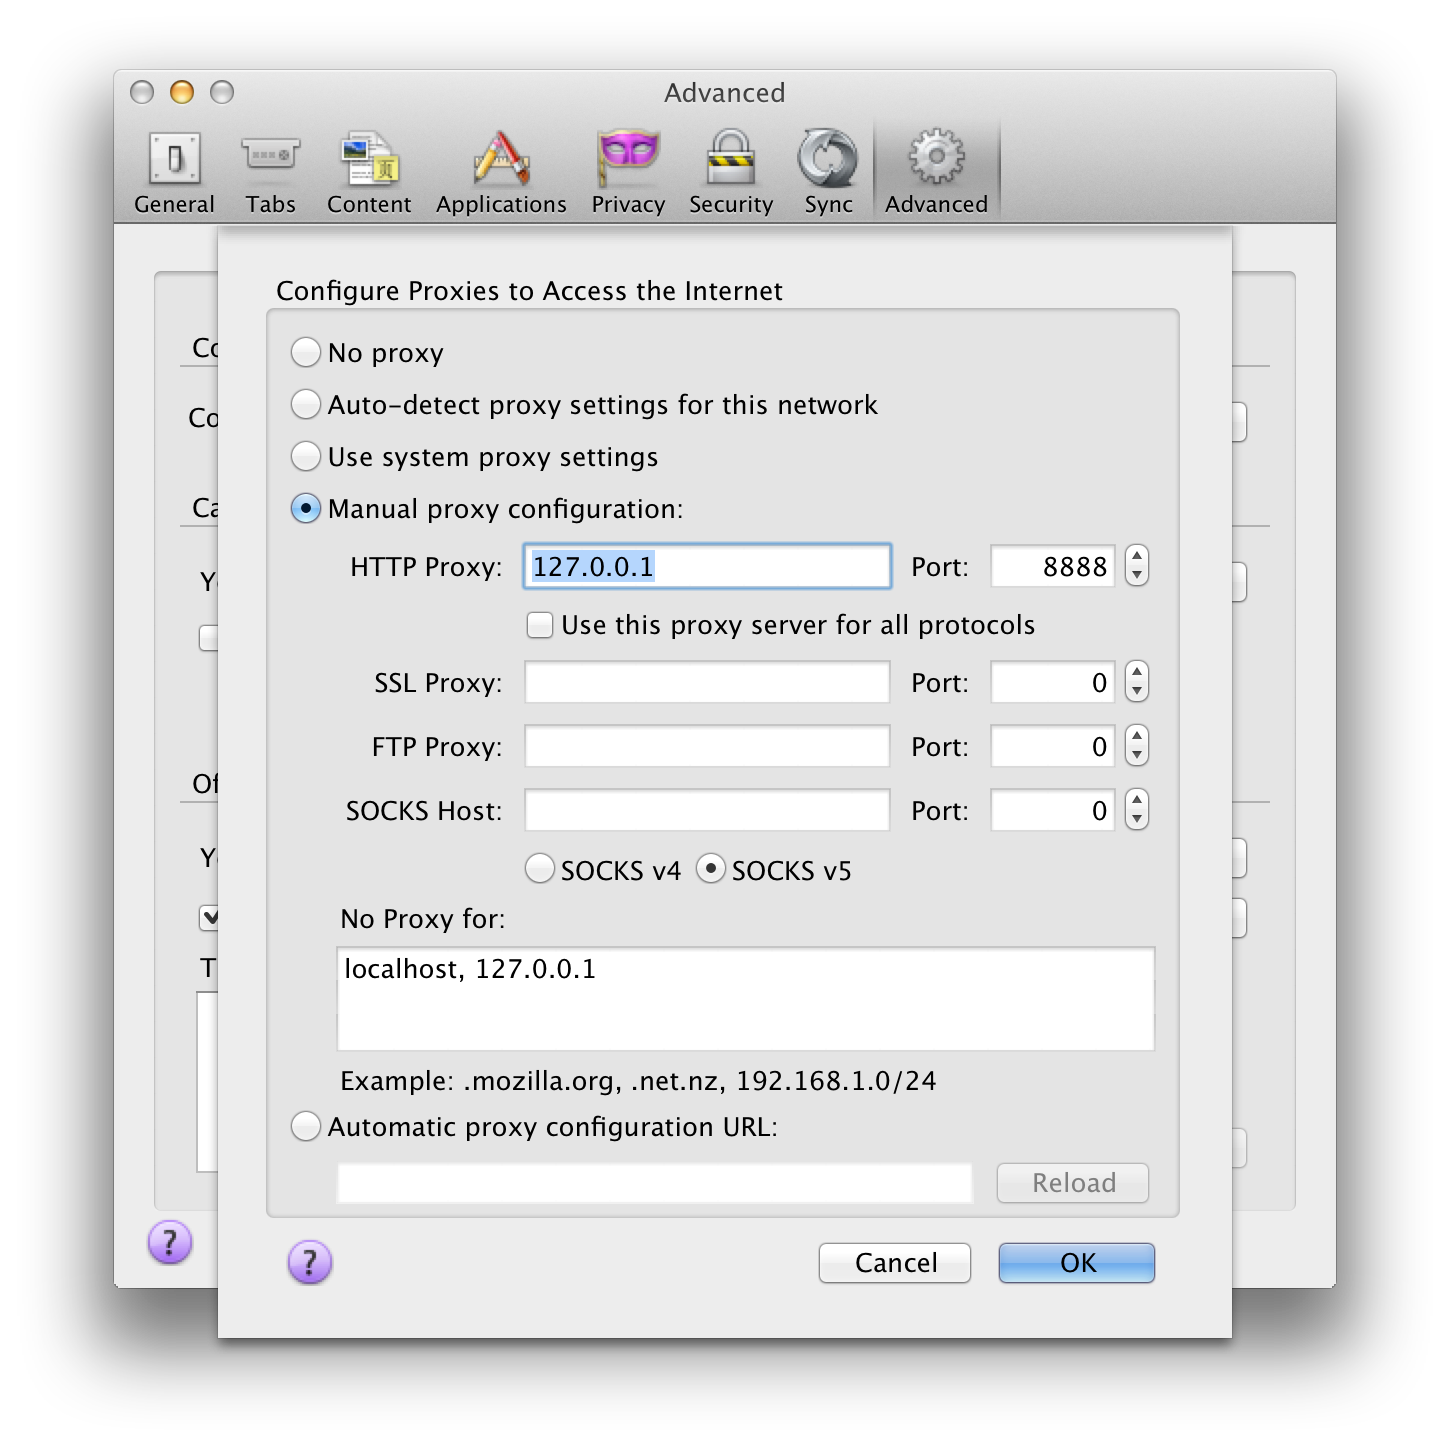 Advanced
General Tabs Content Applications Privacy Security Sync Advanced
Configure Proxies to Access the Internet
No proxy
Auto-detect proxy settings for this network
Use system proxy settings
Manual proxy configuration:
HTTP Proxy: 127.0.0.1 Port: 8888
Use this proxy server for all protocols
SSL Proxy: Port: 0
FTP Proxy: Port: 0
SOCKS Host: Port: 0
SOCKS v4 SOCKS v5
No Proxy for:
localhost, 127.0.0.1
Example: .mozilla.org, .net.nz, 192.168.1.0/24
Automatic proxy configuration URL:
Reload
? ? Cancel OK